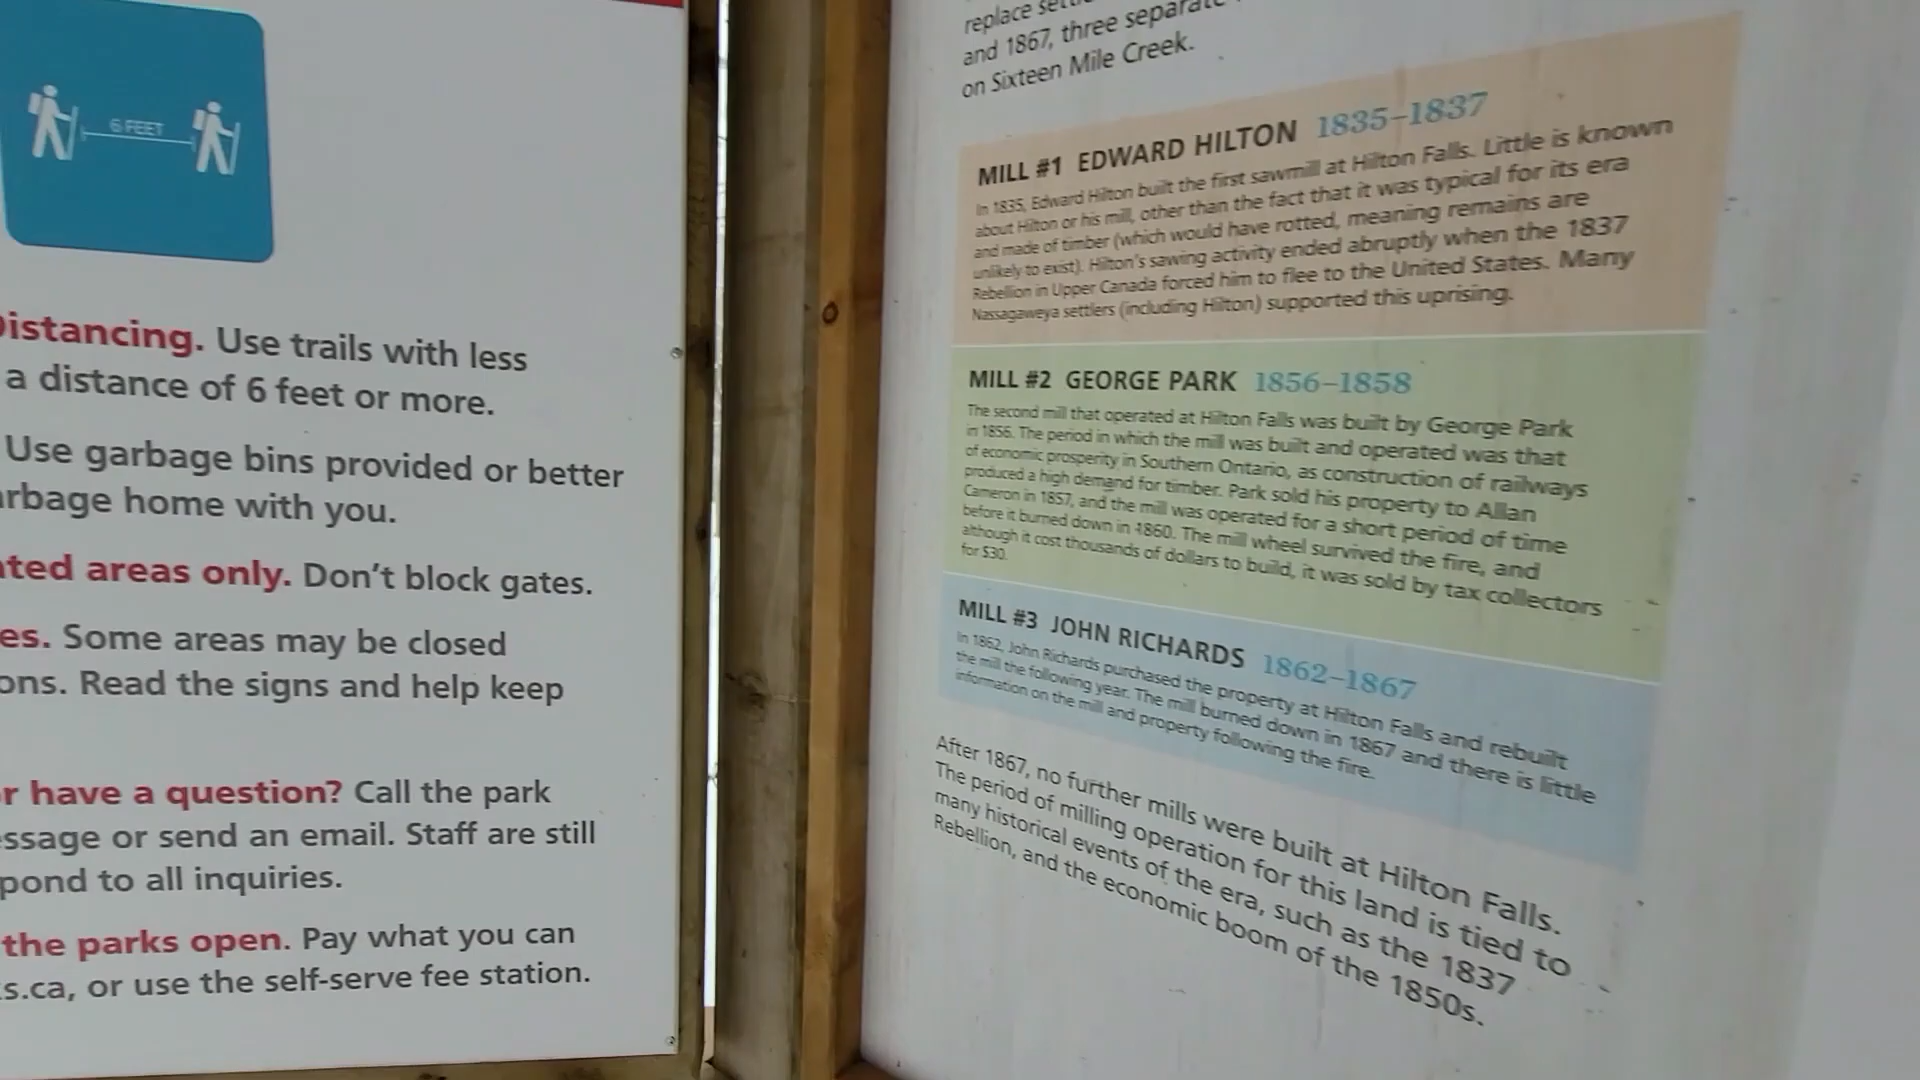 6 FEET
Distancing. Use trails with less
a distance of 6 feet or more.
Use garbage bins provided or better
garbage home with you.
areas only. Don't block gates.
Some areas may be closed
Read the signs and help keep
have a question? Call the park
or send an email. Staff are still
to all inquiries.
the parks open. Pay what you can
or use the self-serve fee station.
replace
and 1867, three separate
on Sixteen Mile Creek.
MILL #1 EDWARD HILTON 1835–1837
In 1835, Edward Hilton built the first sawmill at Hilton Falls. Little is known
about Hilton or his mill, other than the fact that it was typical for its era
and made of timber (which would have rotted, meaning remains are
unlikely to exist). Hilton's sawing activity ended abruptly when the 1837
Rebellion in Upper Canada forced him to flee to the United States. Many
Nassagaweya settlers (including Hilton) supported this uprising.
MILL #2 GEORGE PARK 1856–1858
The second mill that operated at Hilton Falls was built by George Park
in 1856. The period in which the mill was built and operated was that
of economic prosperity in Southern Ontario, as construction of railways
produced a high demand for timber. Park sold his property to Allan
Cameron in 1857, and the mill was operated for a short period of time
before it burned down in 1860. The mill wheel survived the fire, and
although it cost thousands of dollars to build, it was sold by tax collectors
for $30.
MILL #3 JOHN RICHARDS 1862–1867
In 1862, John Richards purchased the property at Hilton Falls and rebuilt
the mill the following year. The mill burned down in 1867 and there is little
information on the mill and property following the fire.
After 1867, no further mills were built at Hilton Falls.
The period of milling operation for this land is tied to
many historical events of the era, such as the 1837
Rebellion, and the economic boom of the 1850s.